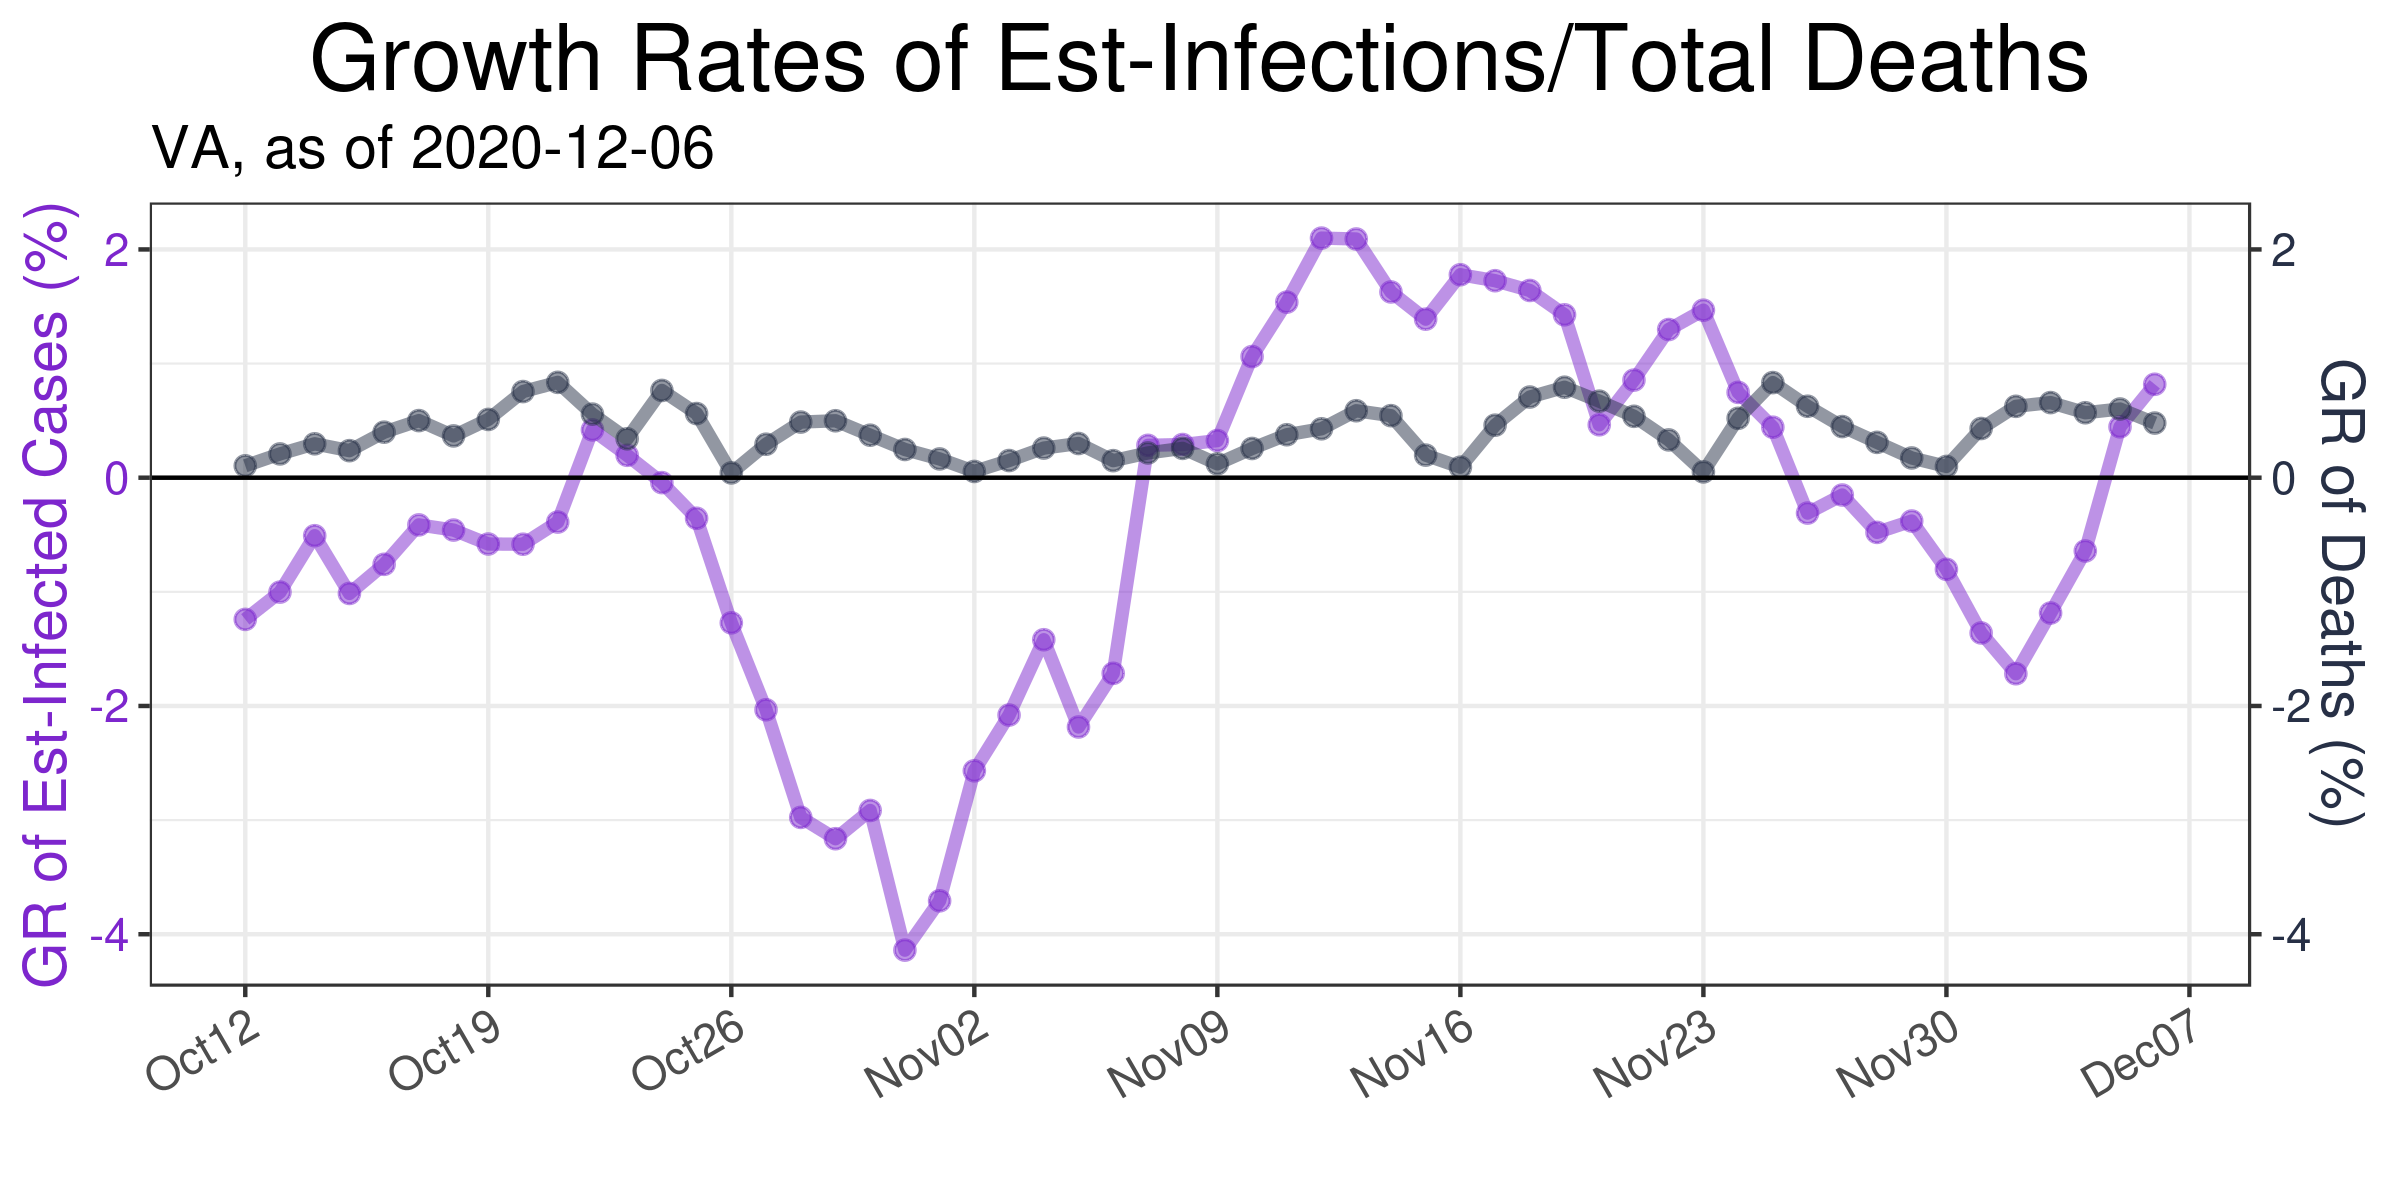 Growth Rates of Est-Infections/Total Deaths
VA, as of 2020-12-06
GR of Est-Infected Cases (%)
2
0
-2
-4
2
0
-2
-4
GR of Deaths (%)
Oct12
Oct19
Oct26
Nov02
Nov09
Nov16
Nov23
Nov30
Dec07